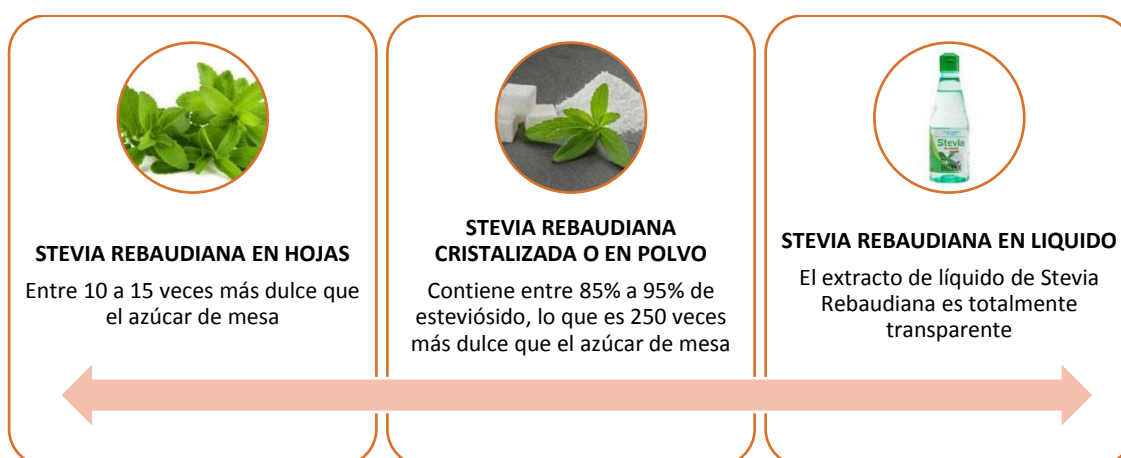 STEVIA REBAUDIANA EN HOJAS
Entre 10 a 15 veces más dulce que
el azúcar de mesa
STEVIA REBAUDIANA
CRISTALIZADA O EN POLVO
Contiene entre 85% a 95% de
esteviósido, lo que es 250 veces
más dulce que el azúcar de mesa
Stevia
STEVIA REBAUDIANA EN LIQUIDO
El extracto de líquido de Stevia
Rebaudiana es totalmente
transparente